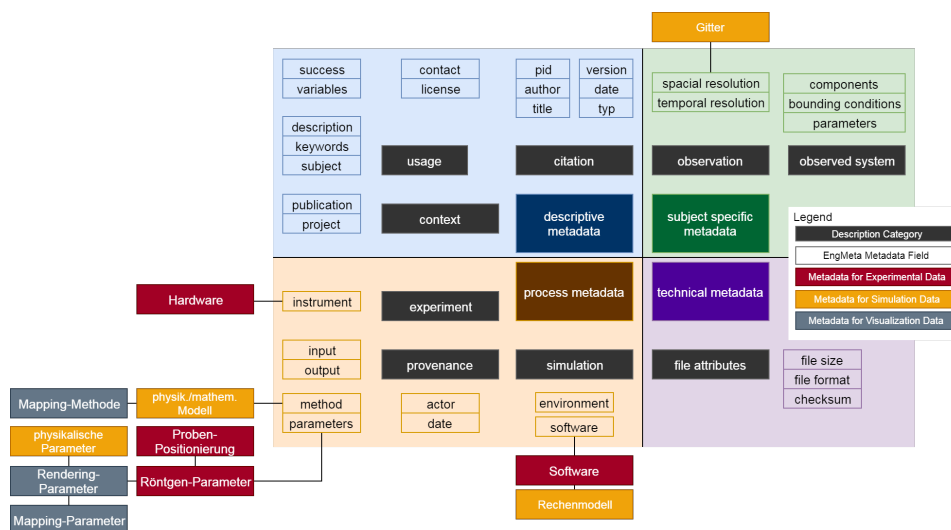 Gitter
success
variables
contact
license
pid
author
title
version
date
typ
spacial resolution
temporal resolution
components
bounding conditions
parameters
description
keywords
subject
usage
citation
observation
observed system
publication
project
context
descriptive
metadata
subject specific
metadata
Legend
Description Category
EngMeta Metadata Field
Metadata for Experimental Data
Metadata for Simulation Data
Metadata for Visualization Data
Hardware
instrument
experiment
process metadata
technical metadata
input
output
provenance
simulation
file attributes
file size
file format
checksum
Mapping-Methode
physik./mathem.
Modell
method
parameters
actor
date
environment
software
physikalische
Parameter
Proben-
Positionierung
Rendering-
Parameter
Röntgen-Parameter
Software
Rechenmodell
Mapping-Parameter